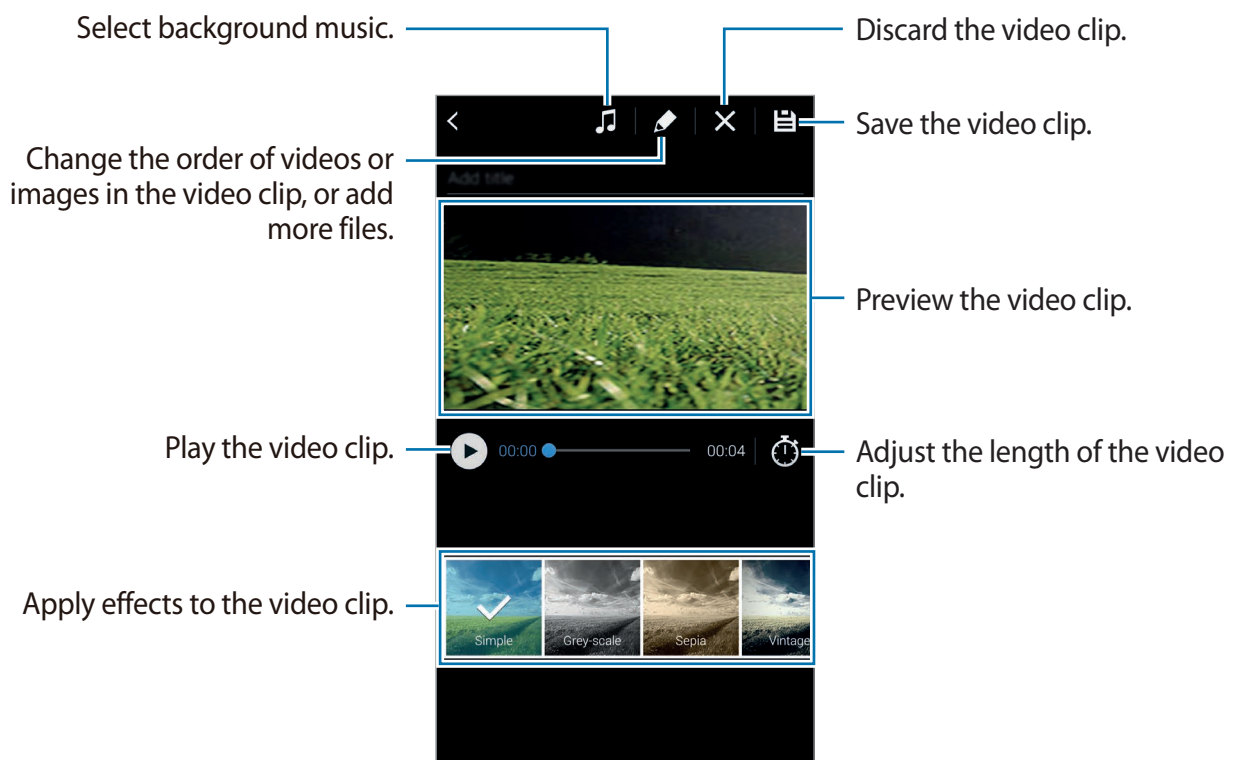 Select background music.
Discard the video clip.
Save the video clip.
Change the order of videos or
images in the video clip, or add
more files.
Add title
Preview the video clip.
Play the video clip.
00:00
00:04
Adjust the length of the video
clip.
Apply effects to the video clip.
Simple
Grey-scale
Sepia
Vintage